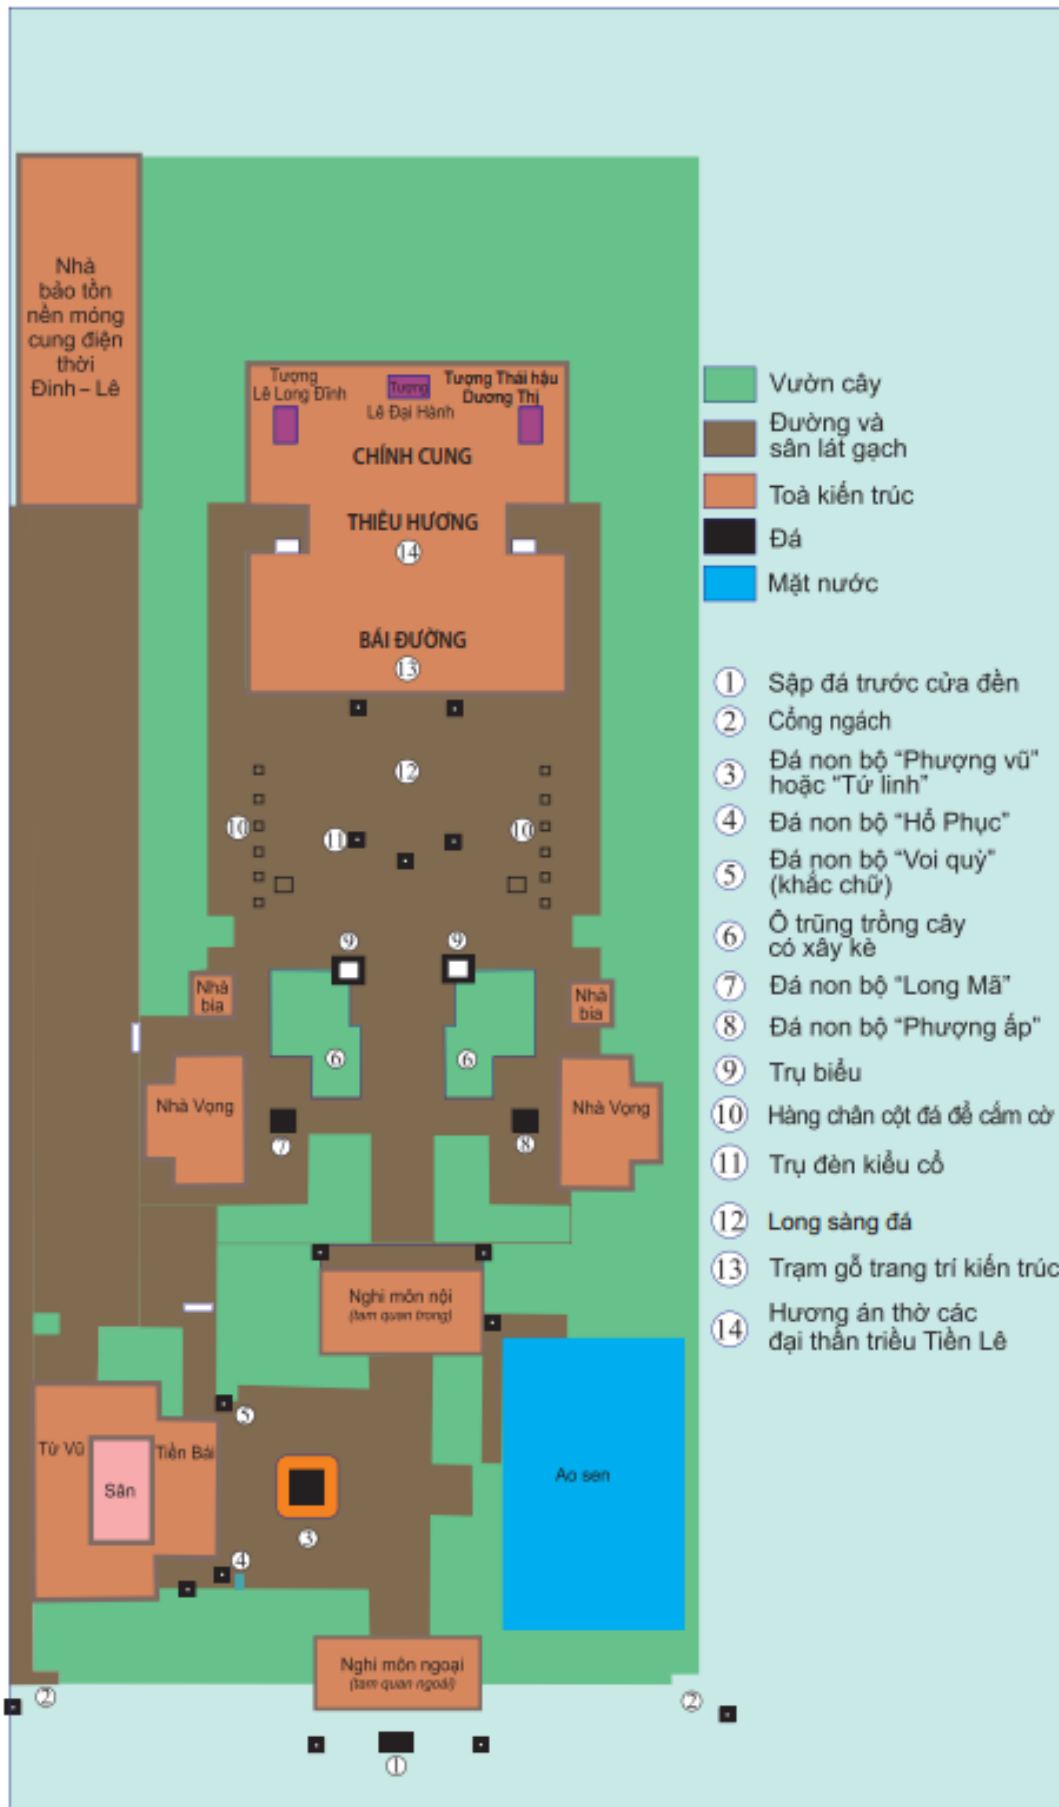 Nhà
bảo tồn
nền móng
cung điện
thời
Đinh – Lê
Tượng
Lê Long Đĩnh
Tượng
Lê Đại Hành
Tượng Thái hậu
Dương Thị
CHÍNH CUNG
THIÊU HƯƠNG
14
BÁI ĐƯỜNG
13
12
10
11
10
9
9
Nhà
bia
Nhà
bia
6
6
Nhà Vọng
Nhà Vọng
7
8
Nghi môn nội
(tam quan trong)
5
Từ Vũ
Tiền Bái
Sân
Ao sen
3
4
Nghi môn ngoại
(tam quan ngoài)
2
2
1
Vườn cây
Đường và
sân lát gạch
Toà kiến trúc
Đá
Mặt nước
1 Sập đá trước cửa đền
2 Cổng ngách
3 Đá non bộ “Phượng vũ”
hoặc “Tứ linh”
4 Đá non bộ “Hổ Phục”
5 Đá non bộ “Voi quỳ”
(khắc chữ)
6 Ô trũng trồng cây
có xây kè
7 Đá non bộ “Long Mã”
8 Đá non bộ “Phượng ấp”
9 Trụ biểu
10 Hàng chân cột đá để cắm cờ
11 Trụ đèn kiểu cổ
12 Long sàng đá
13 Trạm gỗ trang trí kiến trúc
14 Hương án thờ các
đại thần triều Tiền Lê